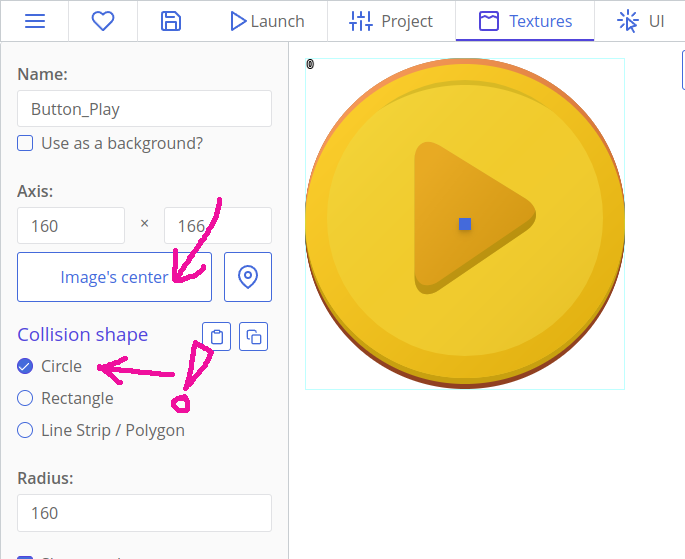 Launch Project Textures UI
0
Name:
Button_Play
Use as a background?
Axis:
160 × 166
Image's center
Collision shape
Circle
Rectangle
Line Strip / Polygon
Radius:
160